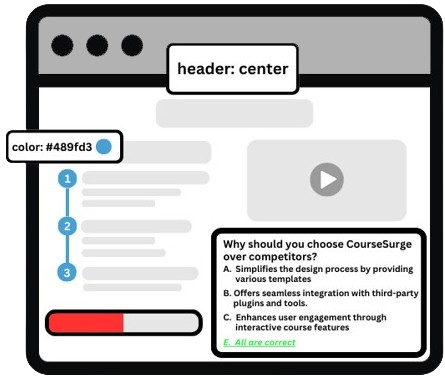 header: center
color: #489fd3
1
2
3
Why should you choose CourseSurge
over competitors?
A. Simplifies the design process by providing
various templates
B. Offers seamless integration with third-party
plugins and tools.
C. Enhances user engagement through
interactive course features
E. All are correct